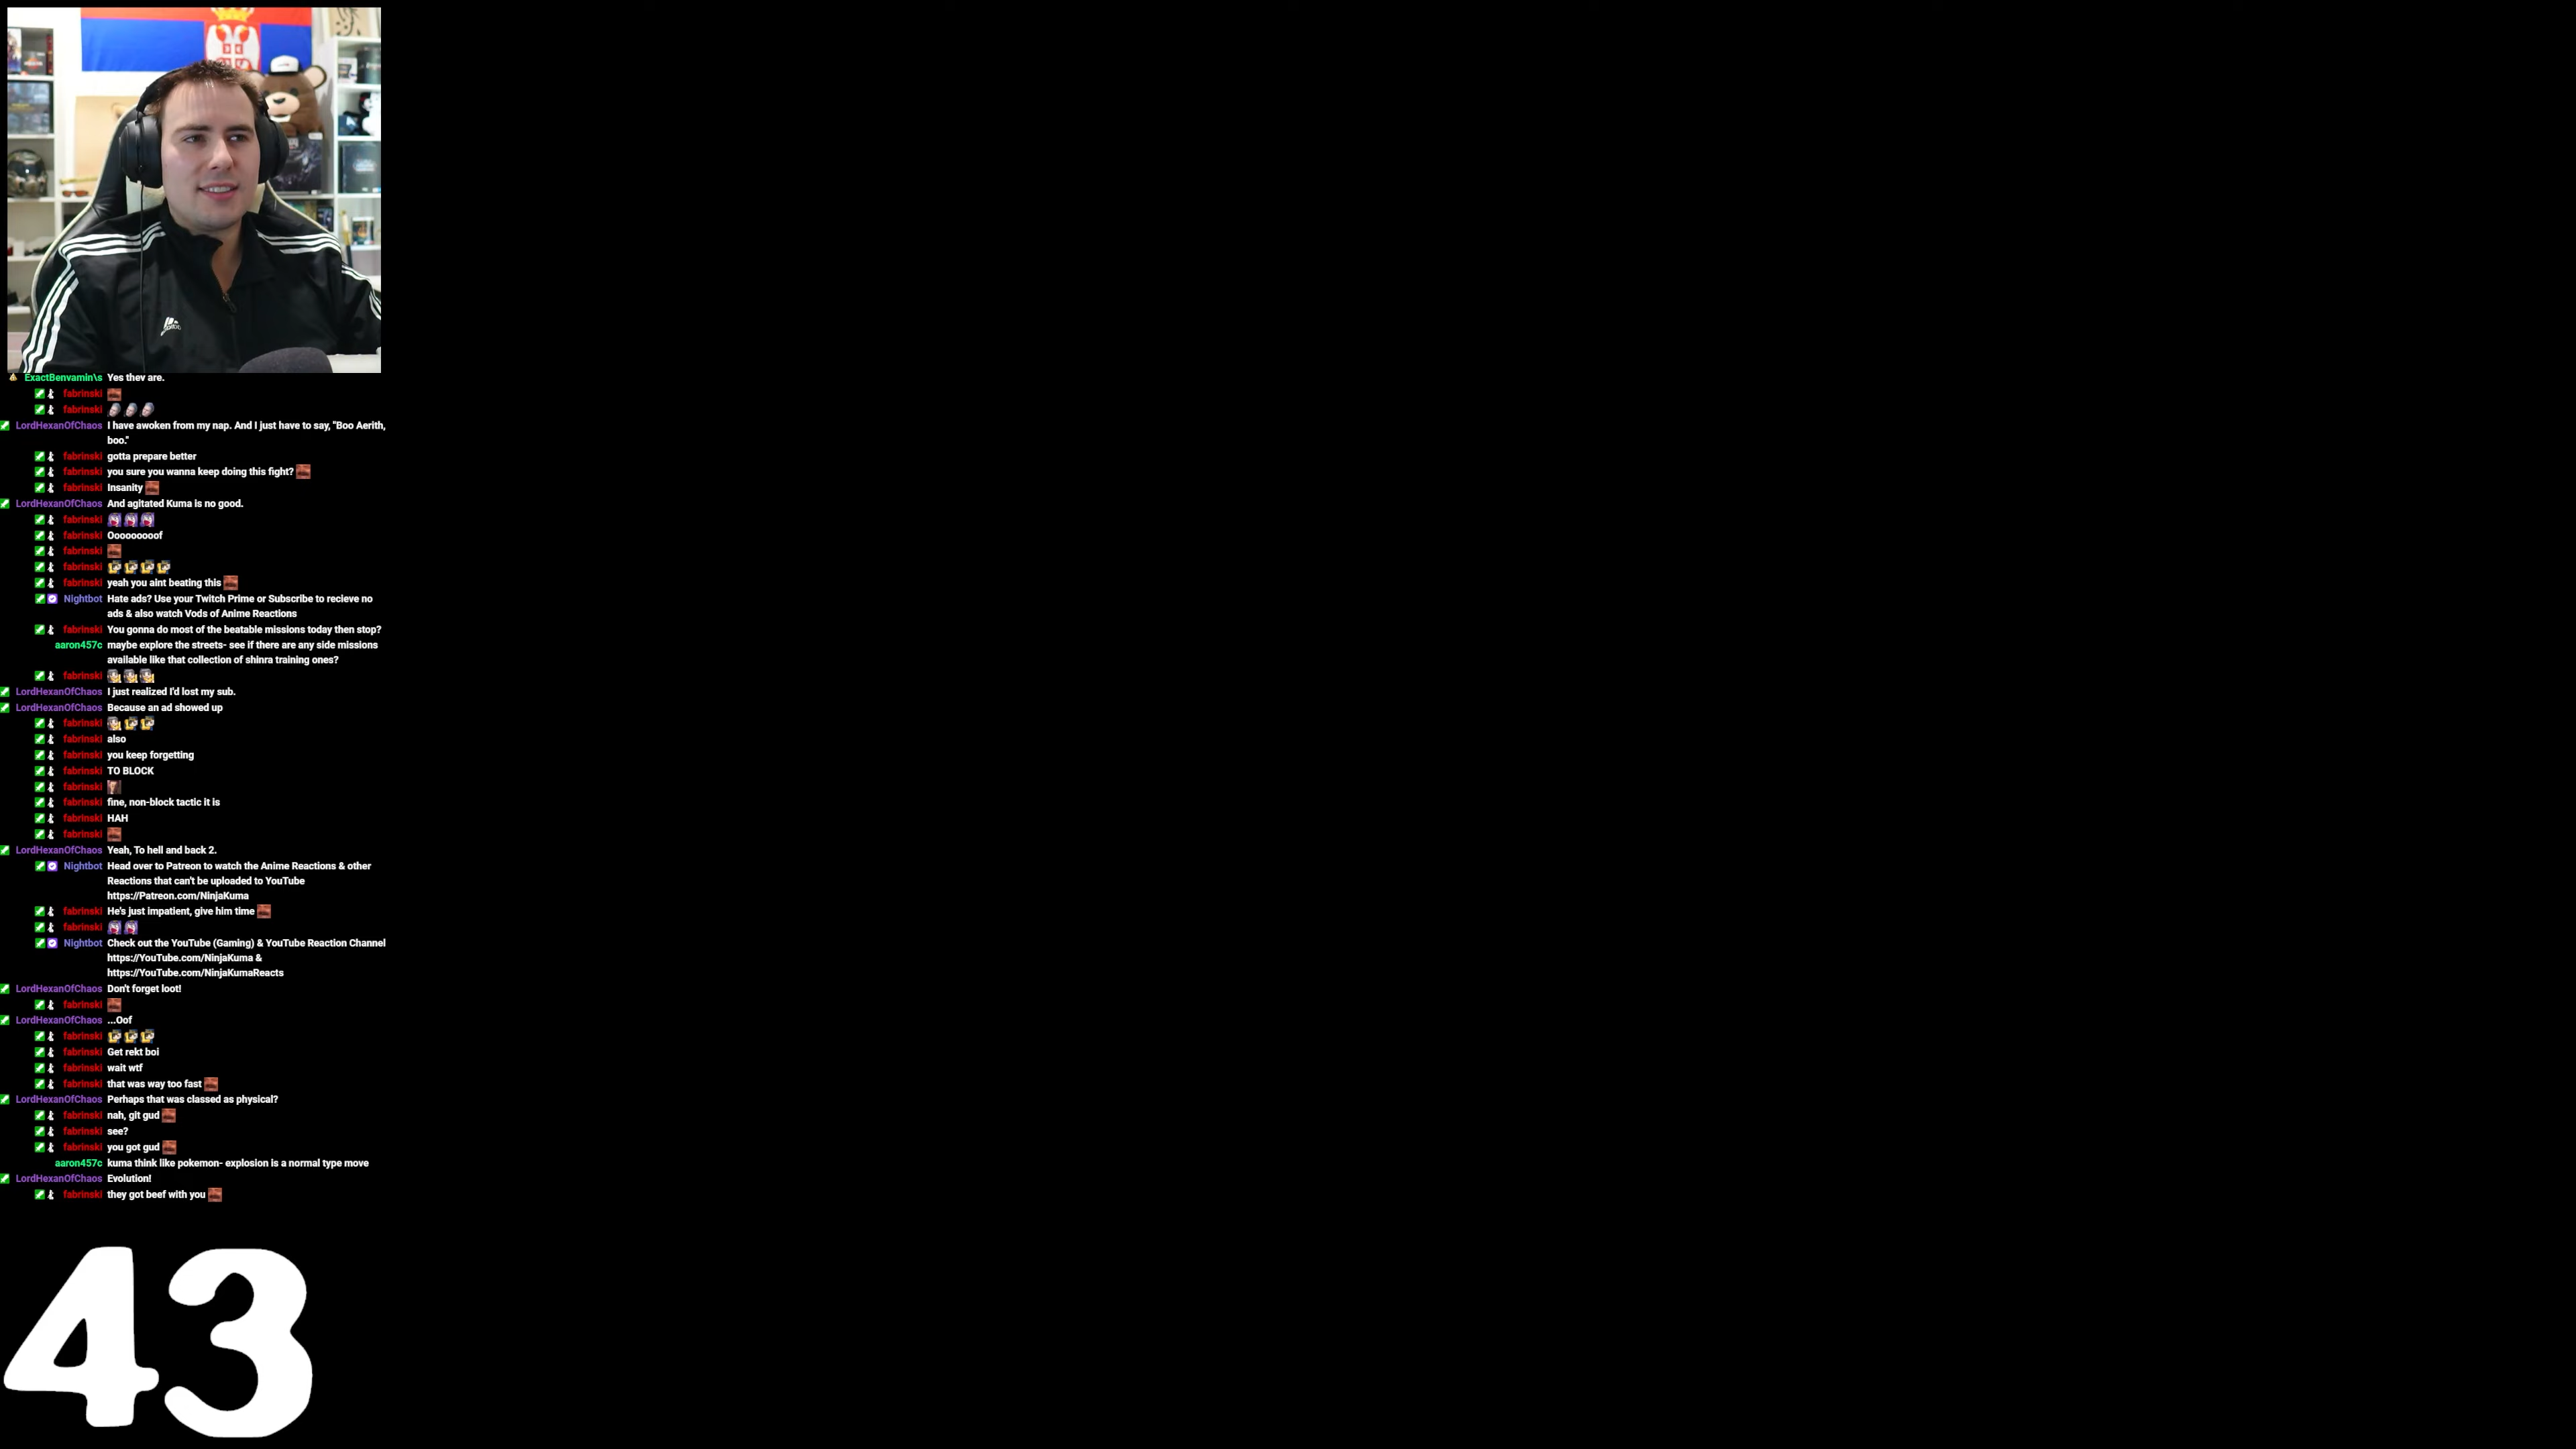 ExactBenvamin\s Yes thev are.
fabrinski
fabrinski
LordHexanOfChaos I have awoken from my nap. And I just have to say, "Boo Aerith,
boo."
fabrinski gotta prepare better
fabrinski you sure you wanna keep doing this fight?
fabrinski Insanity
LordHexanOfChaos And agitated Kuma is no good.
fabrinski
fabrinski Ooooooooof
fabrinski
fabrinski
fabrinski yeah you aint beating this
Nightbot Hate ads? Use your Twitch Prime or Subscribe to recieve no
ads & also watch Vods of Anime Reactions
fabrinski You gonna do most of the beatable missions today then stop?
aaron457c maybe explore the streets- see if there are any side missions
available like that collection of shinra training ones?
fabrinski
LordHexanOfChaos I just realized I'd lost my sub.
LordHexanOfChaos Because an ad showed up
fabrinski
fabrinski also
fabrinski you keep forgetting
fabrinski TO BLOCK
fabrinski
fabrinski fine, non-block tactic it is
fabrinski HAH
fabrinski
LordHexanOfChaos Yeah, To hell and back 2.
Nightbot Head over to Patreon to watch the Anime Reactions & other
Reactions that can't be uploaded to YouTube
https://Patreon.com/NinjaKuma
fabrinski He's just impatient, give him time
fabrinski
Nightbot Check out the YouTube (Gaming) & YouTube Reaction Channel
https://YouTube.com/NinjaKuma &
https://YouTube.com/NinjaKumaReacts
LordHexanOfChaos Don't forget loot!
fabrinski
LordHexanOfChaos ...Oof
fabrinski
fabrinski Get rekt boi
fabrinski wait wtf
fabrinski that was way too fast
LordHexanOfChaos Perhaps that was classed as physical?
fabrinski nah, git gud
fabrinski see?
fabrinski you got gud
aaron457c kuma think like pokemon- explosion is a normal type move
LordHexanOfChaos Evolution!
fabrinski they got beef with you
43